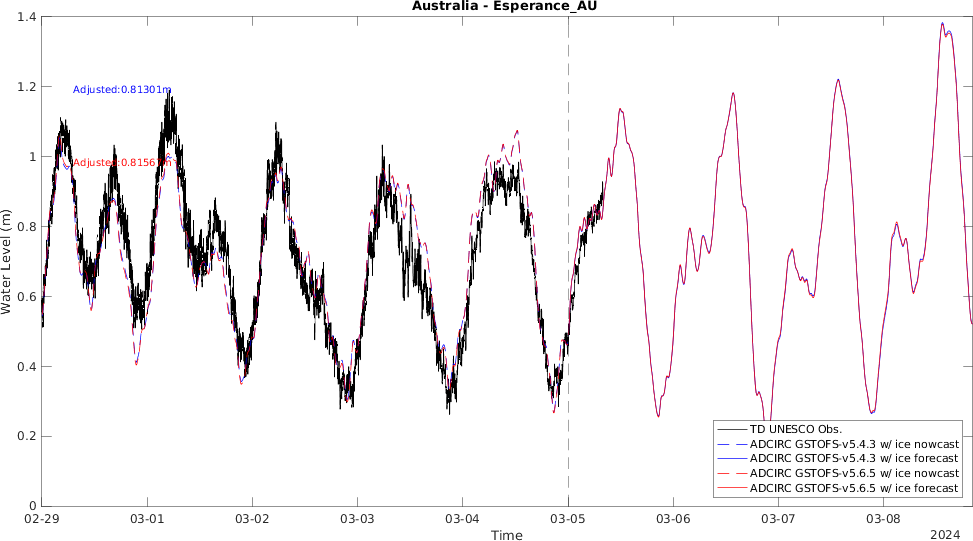 Australia - Esperance_AU
1.4
1.2
1
0.8
0.6
0.4
0.2
0
Water Level (m)
Adjusted:0.81301m
Adjusted:0.81567m
TD UNESCO Obs.
ADCIRC GSTOFS-v5.4.3 w/ ice nowcast
ADCIRC GSTOFS-v5.4.3 w/ ice forecast
ADCIRC GSTOFS-v5.6.5 w/ ice nowcast
ADCIRC GSTOFS-v5.6.5 w/ ice forecast
02-29 03-01 03-02 03-03 03-04 03-05 03-06 03-07 03-08
Time
2024